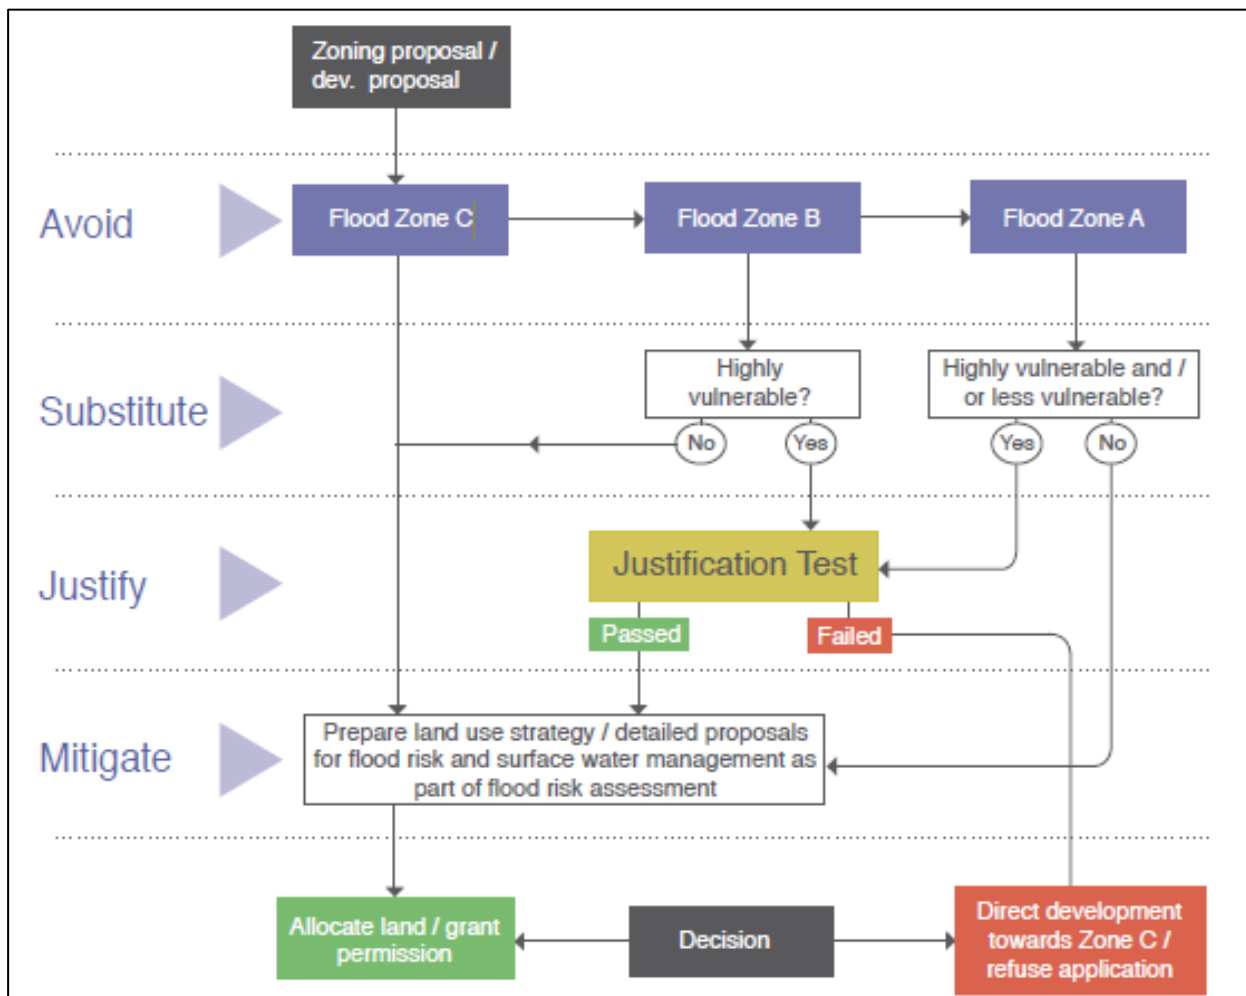 Zoning proposal /
dev. proposal
Avoid
Flood Zone C
Flood Zone B
Flood Zone A
Substitute
Highly
vulnerable?
Highly vulnerable and /
or less vulnerable?
No
Yes
Yes
No
Justify
Justification Test
Passed
Failed
Mitigate
Prepare land use strategy / detailed proposals
for flood risk and surface water management as
part of flood risk assessment
Allocate land / grant
permission
Decision
Direct development
towards Zone C /
refuse application